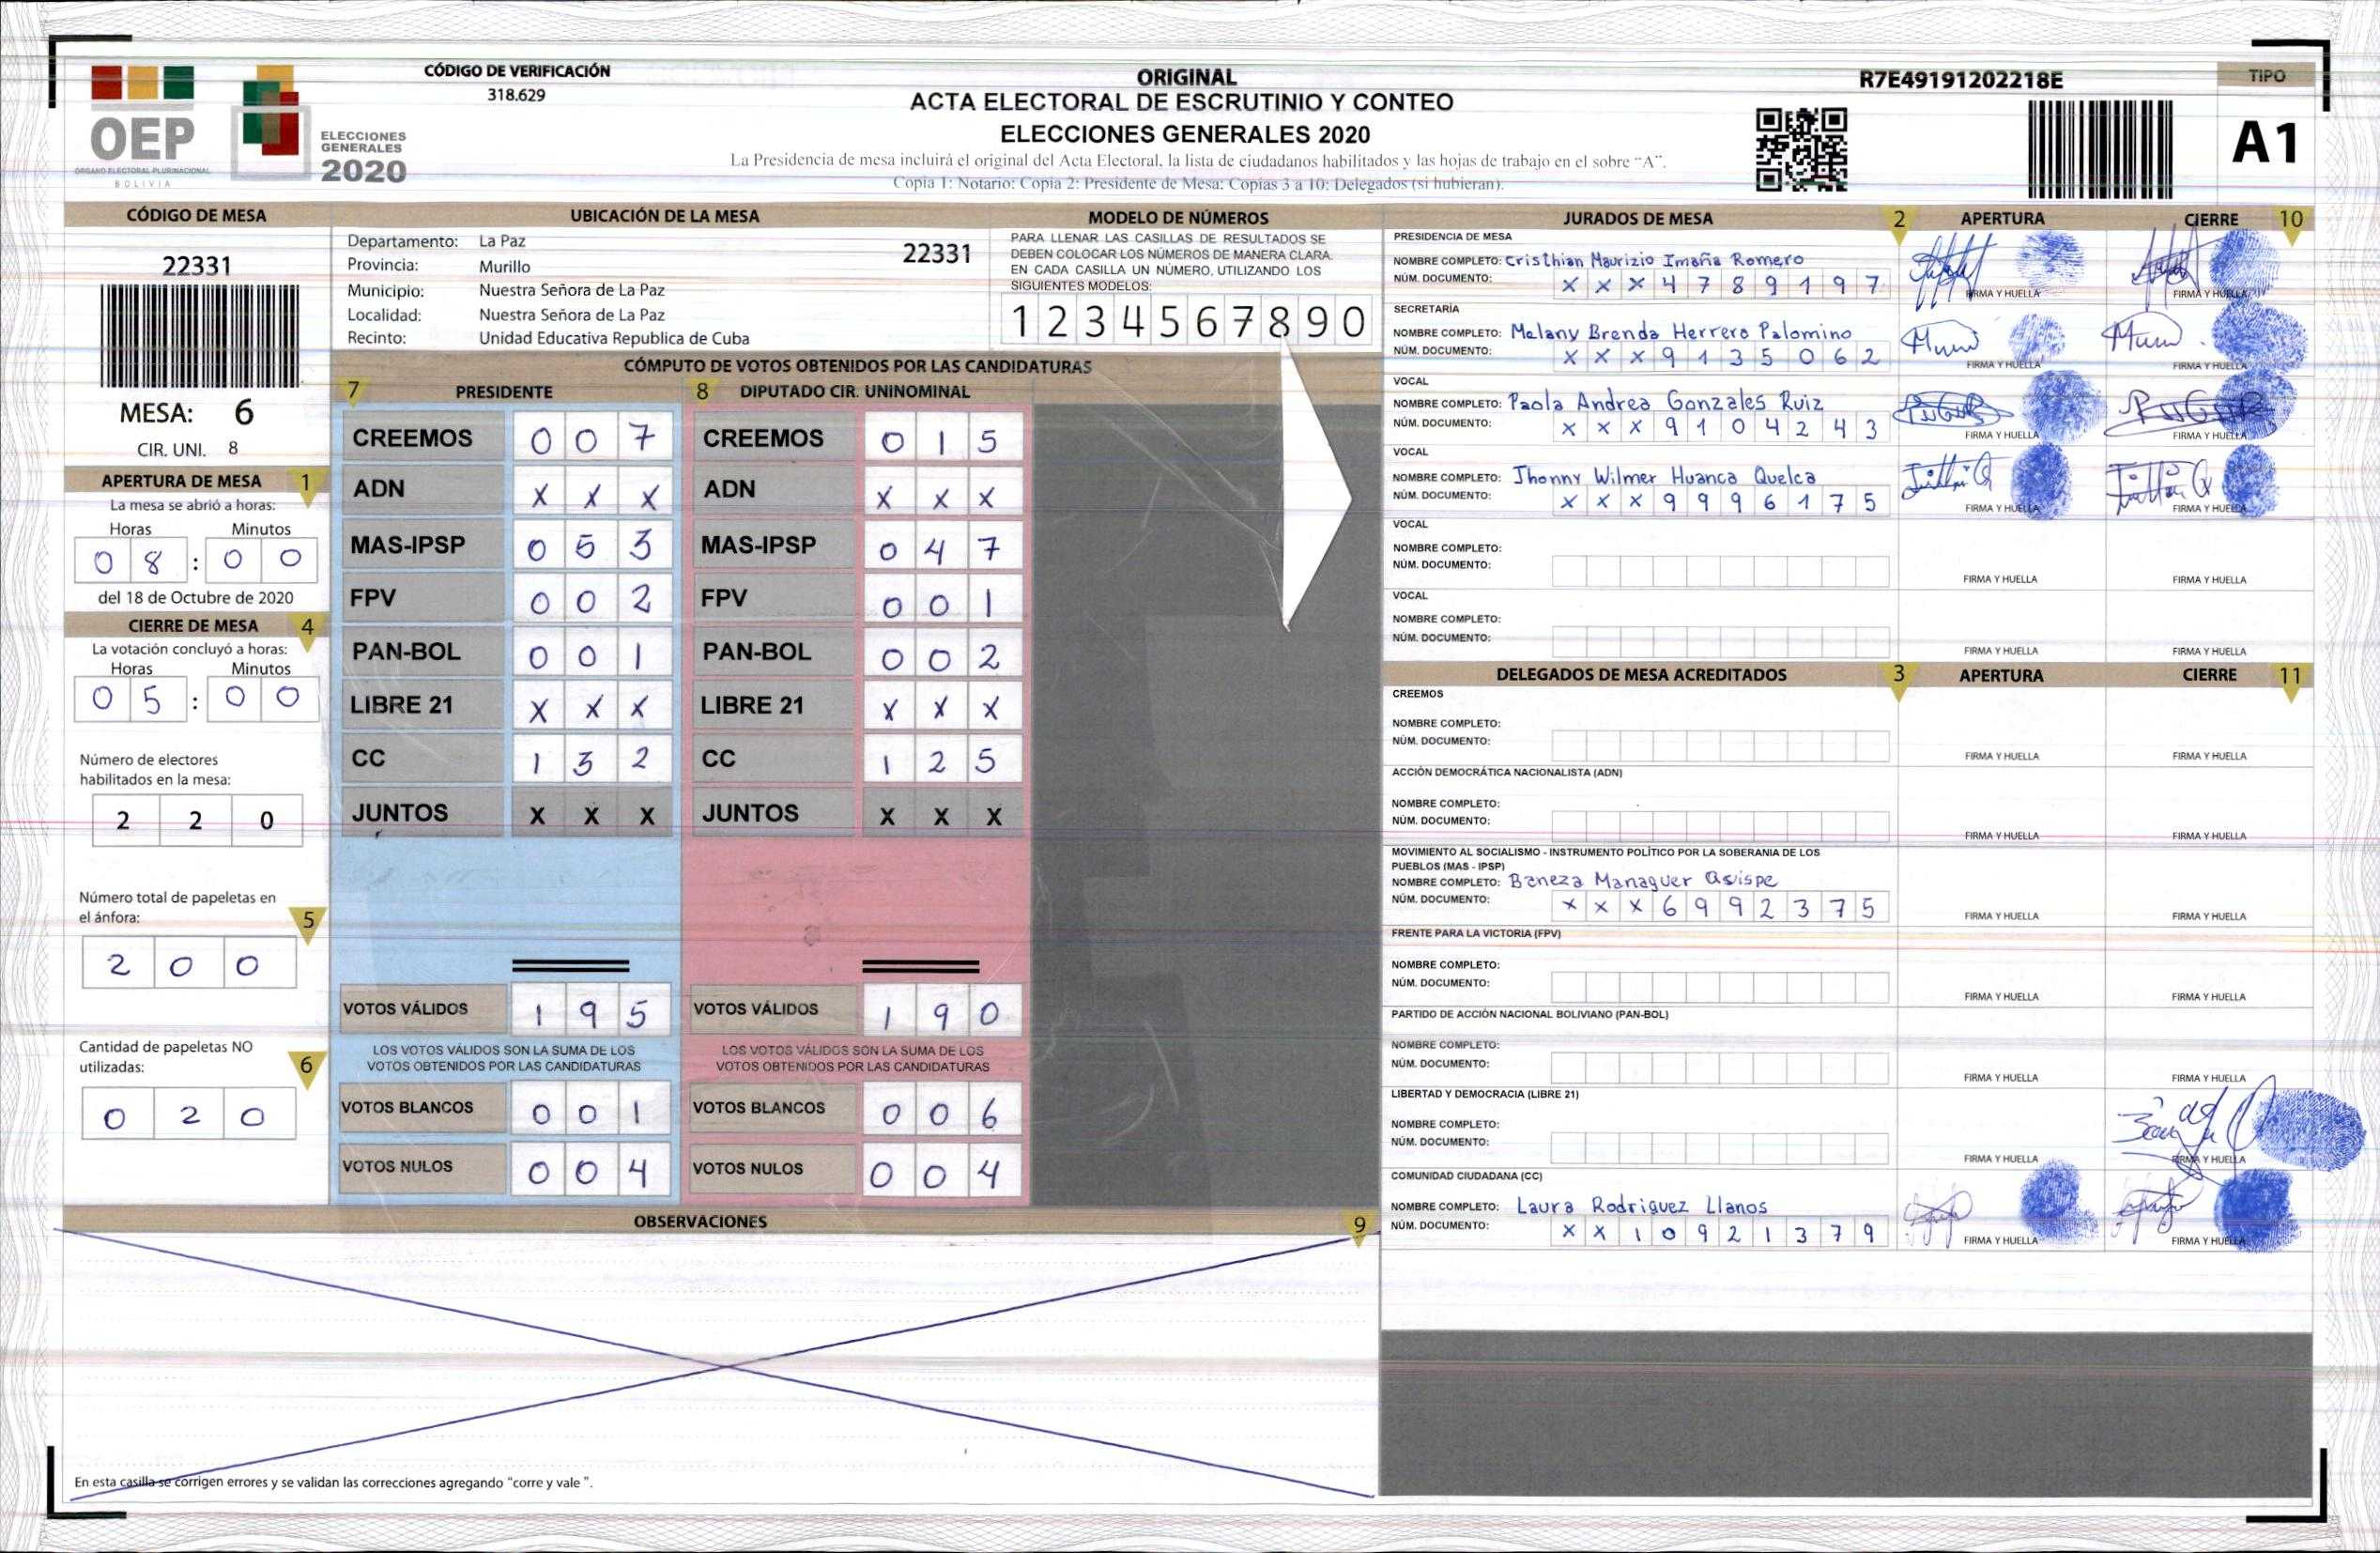 OEP
ÓRGANO ELECTORAL PLURINACIONAL
BOLIVIA
ELECCIONES
GENERALES
2020
CÓDIGO DE VERIFICACIÓN
318.629
ORIGINAL
ACTA ELECTORAL DE ESCRUTINIO Y CONTEO
ELECCIONES GENERALES 2020
La Presidencia de mesa incluirá el original del Acta Electoral, la lista de ciudadanos habilitados y las hojas de trabajo en el sobre "A".
Copia 1: Notario; Copia 2: Presidente de Mesa; Copias 3 a 10: Delegados (si hubieran).
R7E49191202218E
TIPO
A1
CÓDIGO DE MESA
22331
MESA: 6
CIR. UNI. 8
APERTURA DE MESA 1
La mesa se abrió a horas:
Horas Minutos
0 8 : 0 0
del 18 de Octubre de 2020
CIERRE DE MESA 4
La votación concluyó a horas:
Horas Minutos
0 5 : 0 0
Número de electores
habilitados en la mesa:
2 2 0
Número total de papeletas en
el ánfora: 5
2 0 0
Cantidad de papeletas NO
utilizadas: 6
0 2 0
UBICACIÓN DE LA MESA
Departamento: La Paz
22331
Provincia: Murillo
Municipio: Nuestra Señora de La Paz
Localidad: Nuestra Señora de La Paz
Recinto: Unidad Educativa Republica de Cuba
MODELO DE NÚMEROS
PARA LLENAR LAS CASILLAS DE RESULTADOS SE
DEBEN COLOCAR LOS NÚMEROS DE MANERA CLARA.
EN CADA CASILLA UN NÚMERO, UTILIZANDO LOS
SIGUIENTES MODELOS:
1 2 3 4 5 6 7 8 9 0
CÓMPUTO DE VOTOS OBTENIDOS POR LAS CANDIDATURAS
7 PRESIDENTE
CREEMOS 0 0 7
ADN X X X
MAS-IPSP 0 5 3
FPV 0 0 2
PAN-BOL 0 0 1
LIBRE 21 X X X
CC 1 3 2
JUNTOS X X X
VOTOS VÁLIDOS 1 9 5
LOS VOTOS VÁLIDOS SON LA SUMA DE LOS
VOTOS OBTENIDOS POR LAS CANDIDATURAS
VOTOS BLANCOS 0 0 1
VOTOS NULOS 0 0 4
8 DIPUTADO CIR. UNINOMINAL
CREEMOS 0 1 5
ADN X X X
MAS-IPSP 0 4 7
FPV 0 0 1
PAN-BOL 0 0 2
LIBRE 21 X X X
CC 1 2 5
JUNTOS X X X
VOTOS VÁLIDOS 1 9 0
LOS VOTOS VÁLIDOS SON LA SUMA DE LOS
VOTOS OBTENIDOS POR LAS CANDIDATURAS
VOTOS BLANCOS 0 0 6
VOTOS NULOS 0 0 4
OBSERVACIONES 9
En esta casilla se corrigen errores y se validan las correcciones agregando "corre y vale ".
JURADOS DE MESA 2 APERTURA CIERRE 10
PRESIDENCIA DE MESA
NOMBRE COMPLETO: Cristhian Maurizio Imaña Romero
NÚM. DOCUMENTO: X X X 4 7 8 9 1 9 7
FIRMA Y HUELLA FIRMA Y HUELLA
SECRETARÍA
NOMBRE COMPLETO: Melany Brenda Herrera Palomino
NÚM. DOCUMENTO: X X X 9 1 3 5 0 6 2
FIRMA Y HUELLA FIRMA Y HUELLA
VOCAL
NOMBRE COMPLETO: Paola Andrea Gonzales Ruiz
NÚM. DOCUMENTO: X X X 9 1 0 4 2 4 3
FIRMA Y HUELLA FIRMA Y HUELLA
VOCAL
NOMBRE COMPLETO: Jhonny Wilmer Huanca Quelca
NÚM. DOCUMENTO: X X X 9 9 9 6 1 7 5
FIRMA Y HUELLA FIRMA Y HUELLA
VOCAL
NOMBRE COMPLETO:
NÚM. DOCUMENTO:
FIRMA Y HUELLA FIRMA Y HUELLA
VOCAL
NOMBRE COMPLETO:
NÚM. DOCUMENTO:
FIRMA Y HUELLA FIRMA Y HUELLA
DELEGADOS DE MESA ACREDITADOS 3 APERTURA CIERRE 11
CREEMOS
NOMBRE COMPLETO:
NÚM. DOCUMENTO:
FIRMA Y HUELLA FIRMA Y HUELLA
ACCIÓN DEMOCRÁTICA NACIONALISTA (ADN)
NOMBRE COMPLETO:
NÚM. DOCUMENTO:
FIRMA Y HUELLA FIRMA Y HUELLA
MOVIMIENTO AL SOCIALISMO - INSTRUMENTO POLÍTICO POR LA SOBERANIA DE LOS
PUEBLOS (MAS - IPSP)
NOMBRE COMPLETO: Baneza Managuer Quispe
NÚM. DOCUMENTO: X X X 6 9 9 2 3 7 5
FIRMA Y HUELLA FIRMA Y HUELLA
FRENTE PARA LA VICTORIA (FPV)
NOMBRE COMPLETO:
NÚM. DOCUMENTO:
FIRMA Y HUELLA FIRMA Y HUELLA
PARTIDO DE ACCIÓN NACIONAL BOLIVIANO (PAN-BOL)
NOMBRE COMPLETO:
NÚM. DOCUMENTO:
FIRMA Y HUELLA FIRMA Y HUELLA
LIBERTAD Y DEMOCRACIA (LIBRE 21)
NOMBRE COMPLETO:
NÚM. DOCUMENTO:
FIRMA Y HUELLA FIRMA Y HUELLA
COMUNIDAD CIUDADANA (CC)
NOMBRE COMPLETO: Laura Rodriguez Llanos
NÚM. DOCUMENTO: X X 1 0 9 2 1 3 7 9
FIRMA Y HUELLA FIRMA Y HUELLA